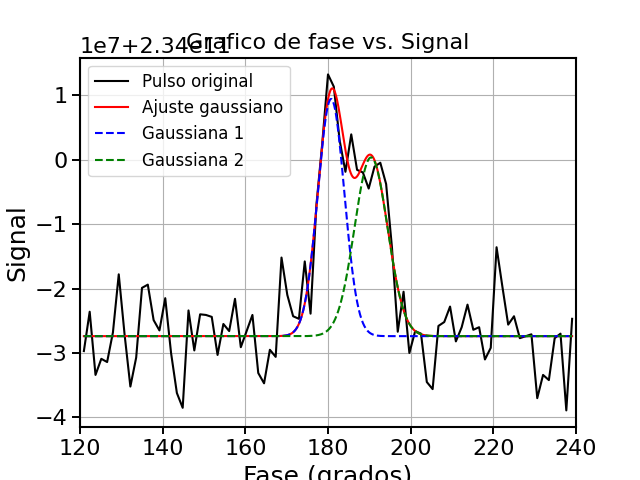 1e7+2.34e11
Grafico de fase vs. Signal
Pulso original
Ajuste gaussiano
Gaussiana 1
Gaussiana 2
Signal
1
0
−1
−2
−3
−4
120 140 160 180 200 220 240
Fase (grados)